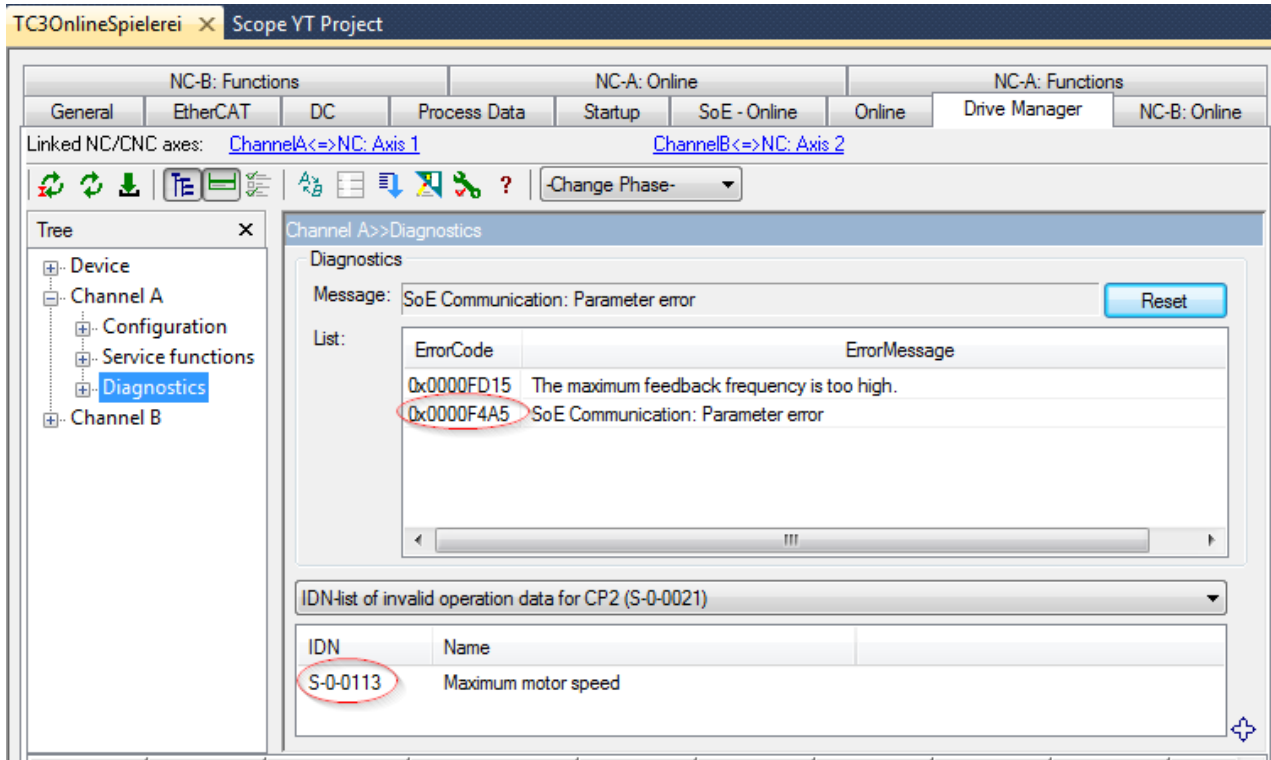 TC3OnlineSpielerei Scope YT Project
NC-B: Functions NC-A: Online NC-A: Functions
General EtherCAT DC Process Data Startup SoE - Online Online Drive Manager NC-B: Online
Linked NC/CNC axes: ChannelA<=>NC: Axis 1 ChannelB<=>NC: Axis 2
? -Change Phase-
Tree x
Channel A>>Diagnostics
Device
Channel A
Configuration
Service functions
Diagnostics
Channel B
Diagnostics
Message: SoE Communication: Parameter error Reset
List:
ErrorCode ErrorMessage
0x0000FD15 The maximum feedback frequency is too high.
0x0000F4A5 SoE Communication: Parameter error
IDN-list of invalid operation data for CP2 (S-0-0021)
IDN Name
S-0-0113 Maximum motor speed